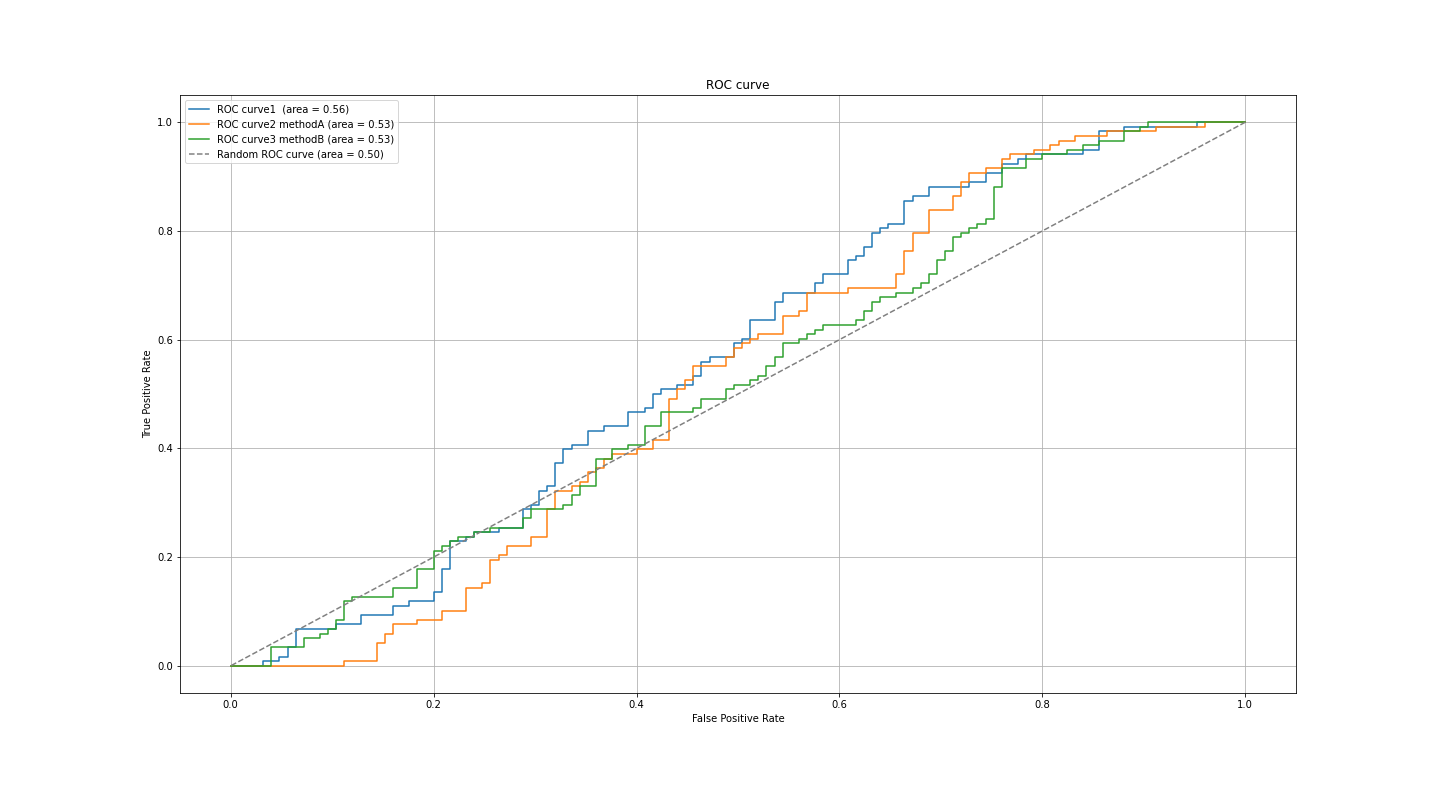 ROC curve
ROC curve1  (area = 0.56)
ROC curve2 methodA (area = 0.53)
ROC curve3 methodB (area = 0.53)
Random ROC curve (area = 0.50)
1.0
0.8
0.6
0.4
0.2
0.0
True Positive Rate
0.0 0.2 0.4 0.6 0.8 1.0
False Positive Rate